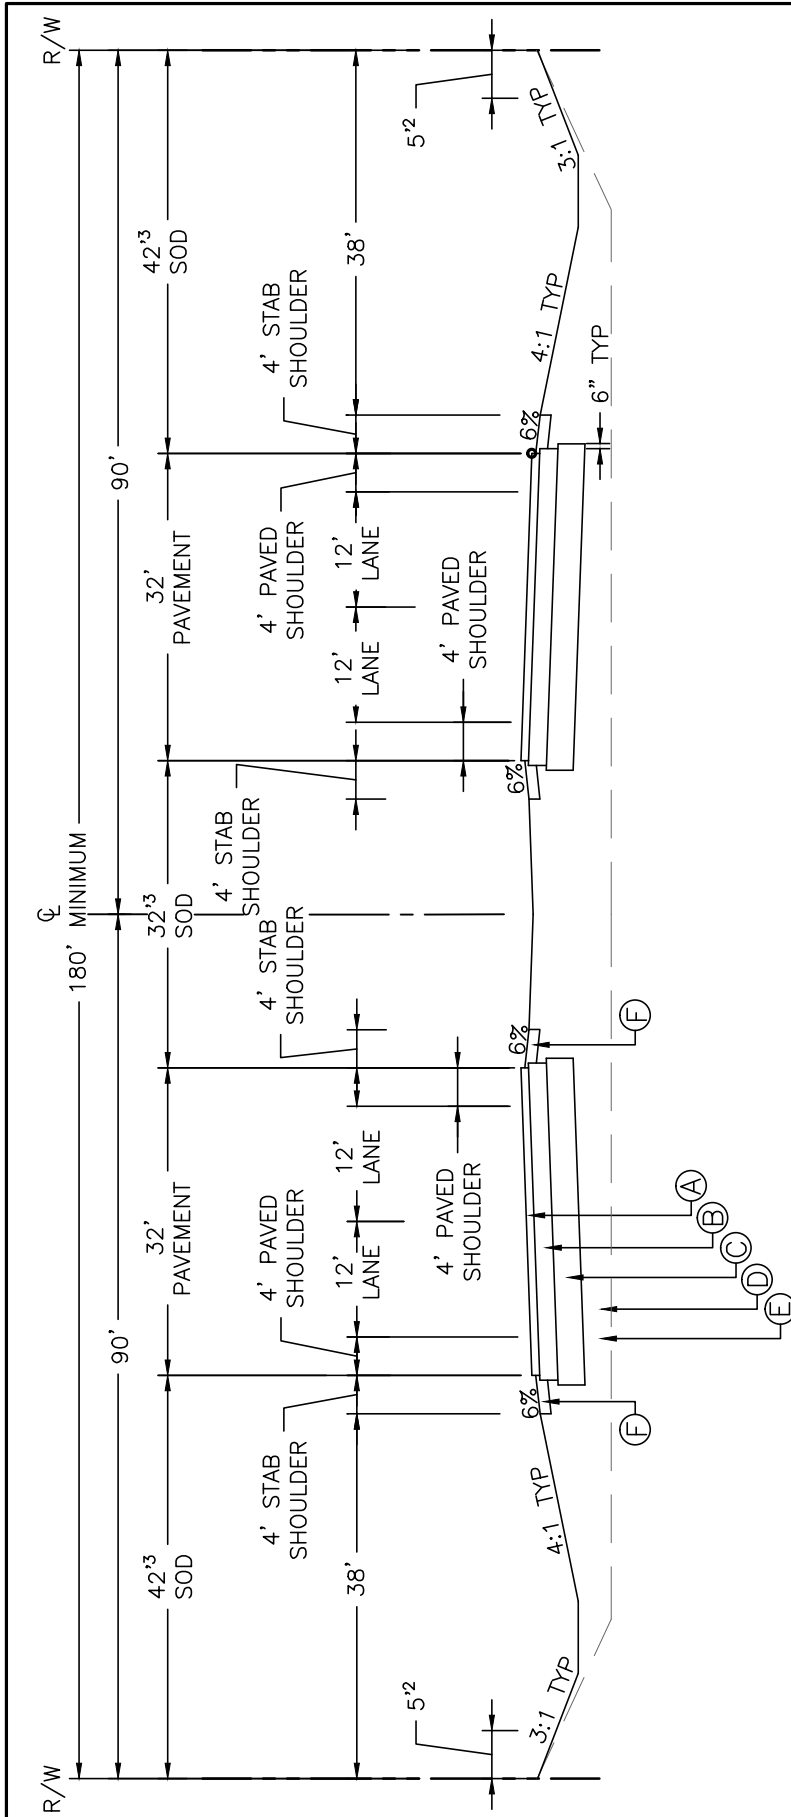 R/W
℄
R/W
180' MINIMUM
90'
90'
42'³
SOD
32'
PAVEMENT
32'³
SOD
32'
PAVEMENT
42'³
SOD
4' STAB
SHOULDER
4' PAVED
SHOULDER
4' STAB
SHOULDER
4' STAB
SHOULDER
4' PAVED
SHOULDER
4' STAB
SHOULDER
38'
12'
LANE
12'
LANE
12'
LANE
12'
LANE
38'
5'²
4' PAVED
SHOULDER
4' PAVED
SHOULDER
5'²
3:1 TYP
4:1 TYP
6%
6%
6%
6%
4:1 TYP
3:1 TYP
6" TYP
F
F
A
B
C
D
E